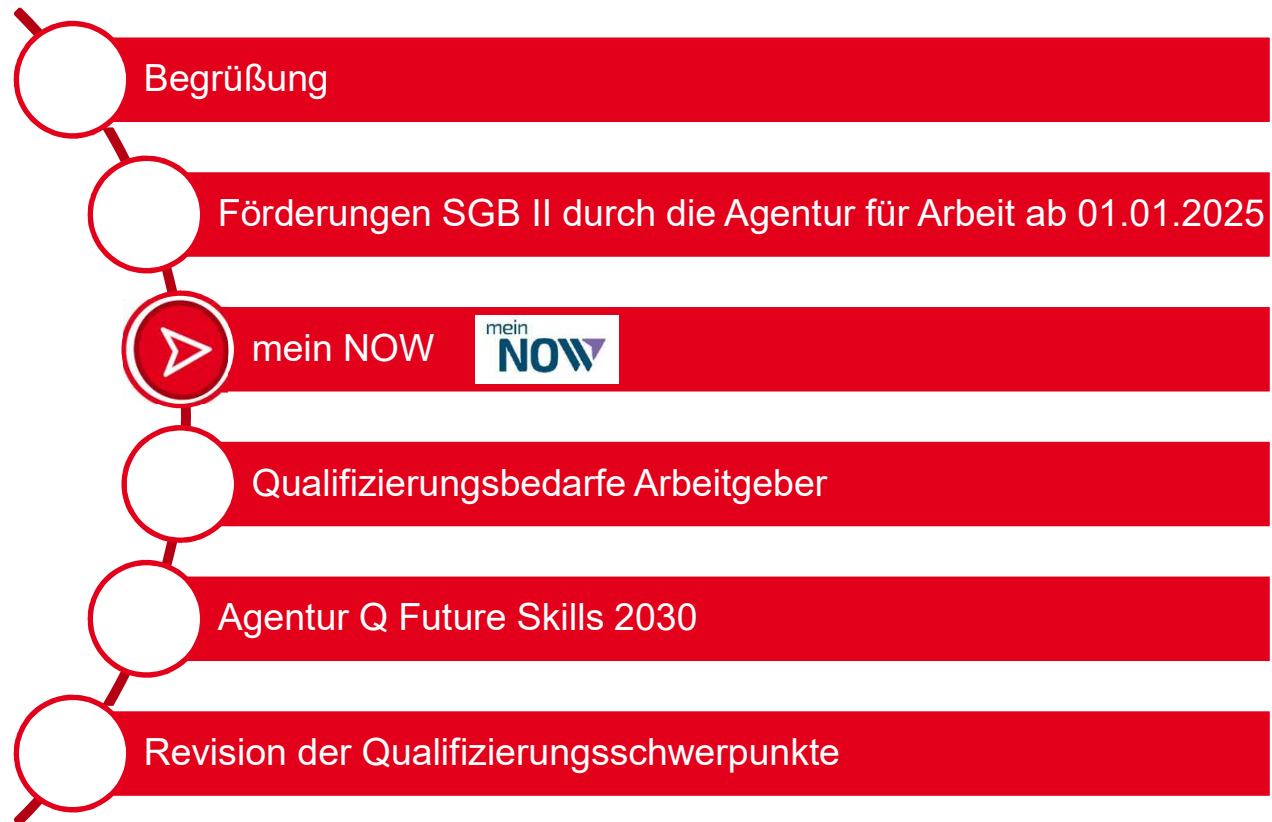 Begrüßung
Förderungen SGB II durch die Agentur für Arbeit ab 01.01.2025
mein NOW
mein
NOW
Qualifizierungsbedarfe Arbeitgeber
Agentur Q Future Skills 2030
Revision der Qualifizierungsschwerpunkte